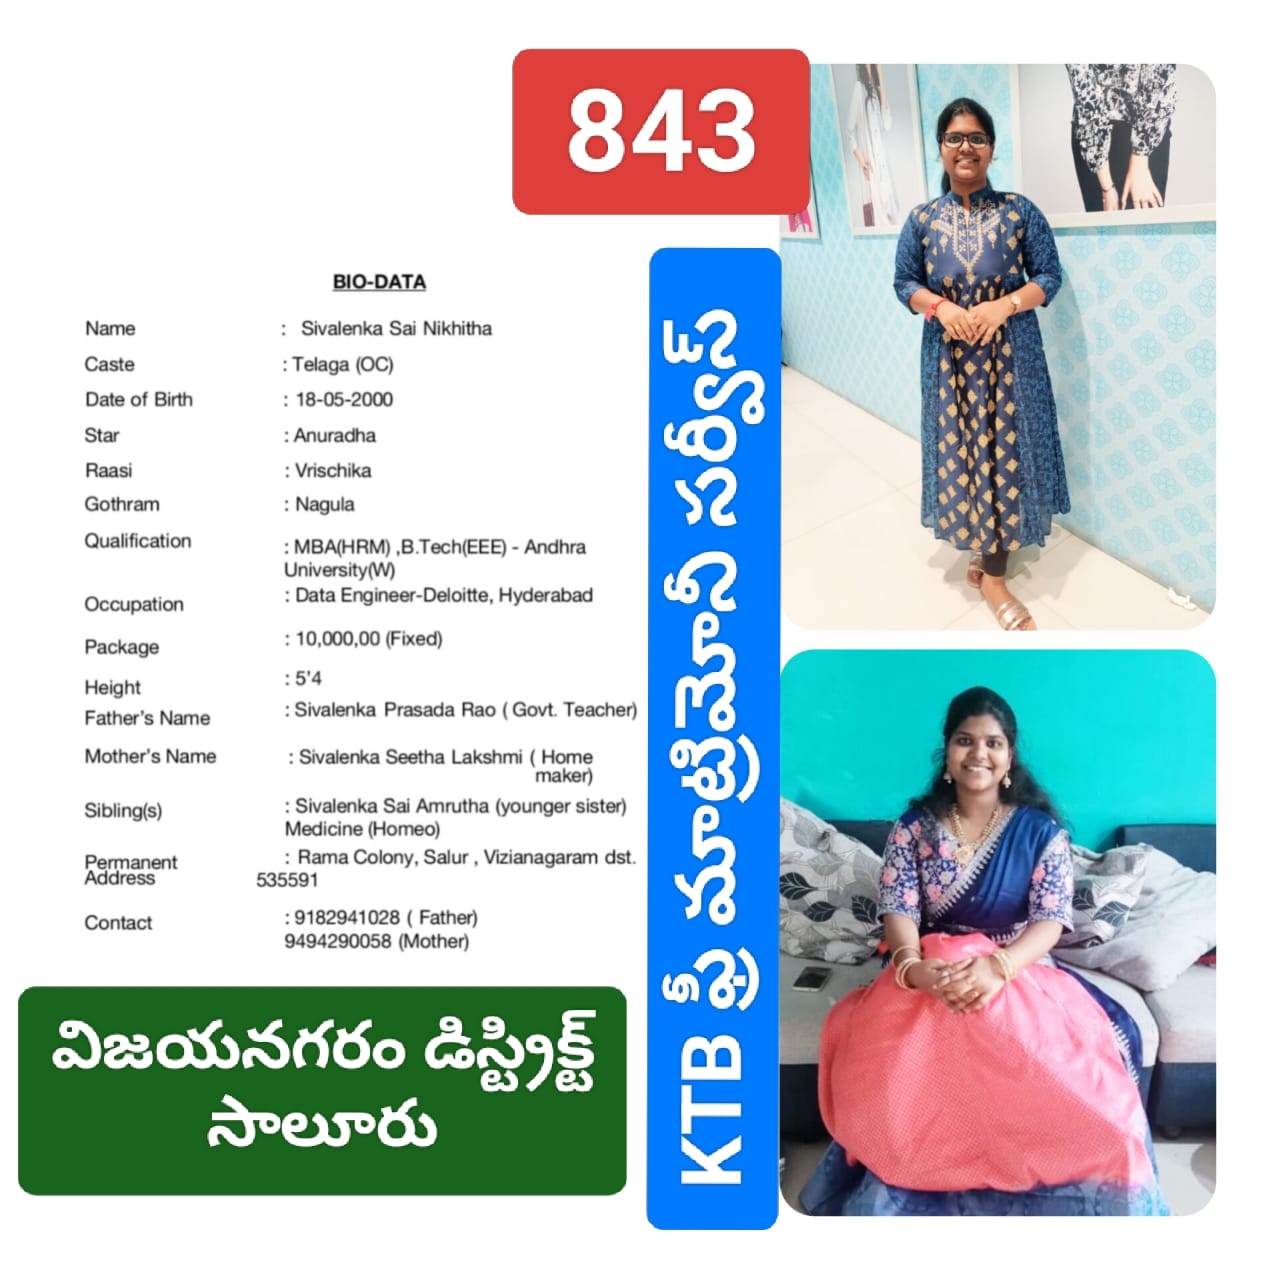 843
BIO-DATA
Name : Sivalenka Sai Nikhitha
Caste : Telaga (OC)
Date of Birth : 18-05-2000
Star : Anuradha
Raasi : Vrischika
Gothram : Nagula
Qualification : MBA(HRM) ,B.Tech(EEE) - Andhra
University(W)
Occupation : Data Engineer-Deloitte, Hyderabad
Package : 10,000,00 (Fixed)
Height : 5'4
Father's Name : Sivalenka Prasada Rao ( Govt. Teacher)
Mother's Name : Sivalenka Seetha Lakshmi ( Home
maker)
Sibling(s) : Sivalenka Sai Amrutha (younger sister)
Medicine (Homeo)
Permanent : Rama Colony, Salur , Vizianagaram dst.
Address 535591
Contact : 9182941028 ( Father)
9494290058 (Mother)
విజయనగరం డిస్ట్రిక్ట్
సాలూరు
KTB ఫ్రీ మాట్రిమోనీ సర్వీస్